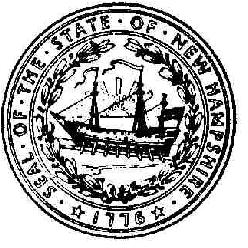 · SEAL · OF · THE · STATE · OF · NEW HAMPSHIRE ·
☆ 1776 ☆